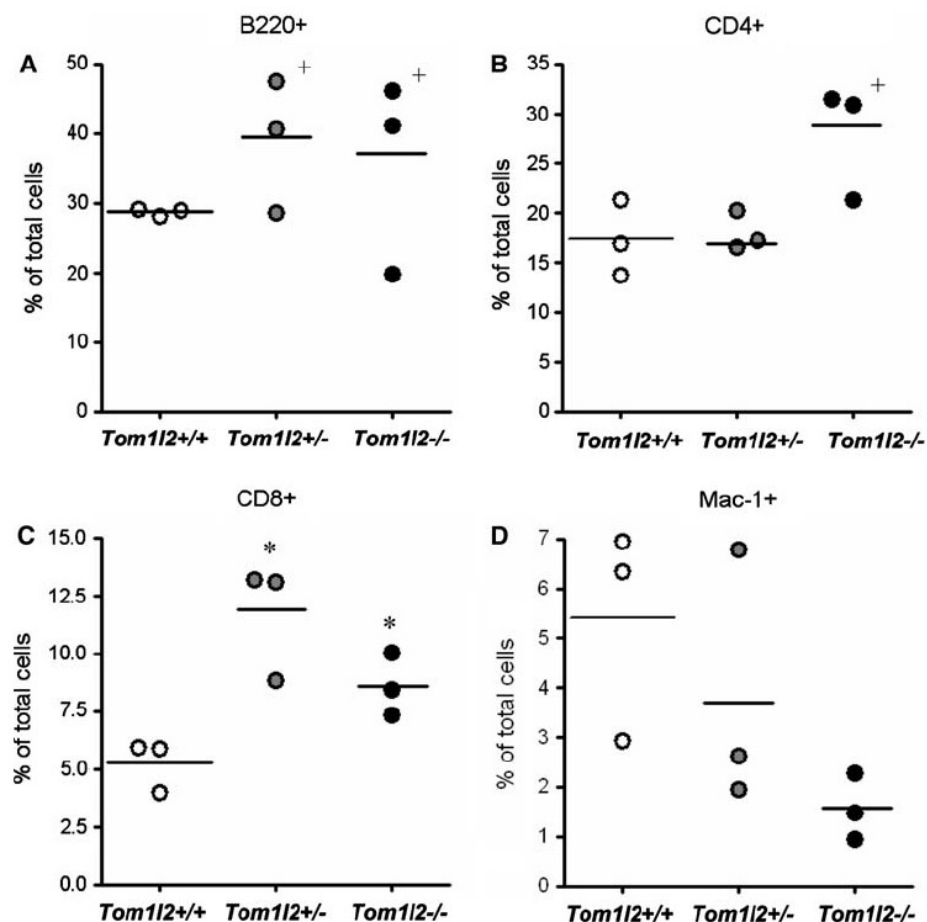 B220+
A
50
40
30
20
10
0
% of total cells
+
+
Tom1l2+/+ Tom1l2+/- Tom1l2-/-
CD4+
B
35
30
25
20
15
10
5
0
% of total cells
+
Tom1l2+/+ Tom1l2+/- Tom1l2-/-
CD8+
C
15.0
12.5
10.0
7.5
5.0
2.5
0.0
% of total cells
*
*
Tom1l2+/+ Tom1l2+/- Tom1l2-/-
Mac-1+
D
7
6
5
4
3
2
1
0
% of total cells
Tom1l2+/+ Tom1l2+/- Tom1l2-/-